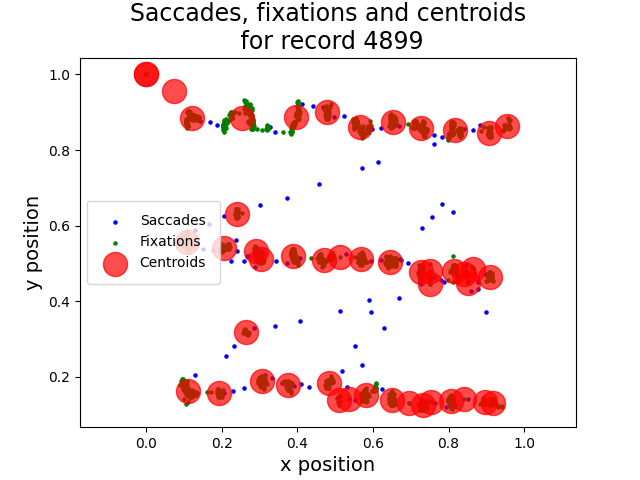 Saccades, fixations and centroids
for record 4899
1.0
0.8
0.6
0.4
0.2
y position
Saccades
Fixations
Centroids
0.0
0.2
0.4
0.6
0.8
1.0
x position